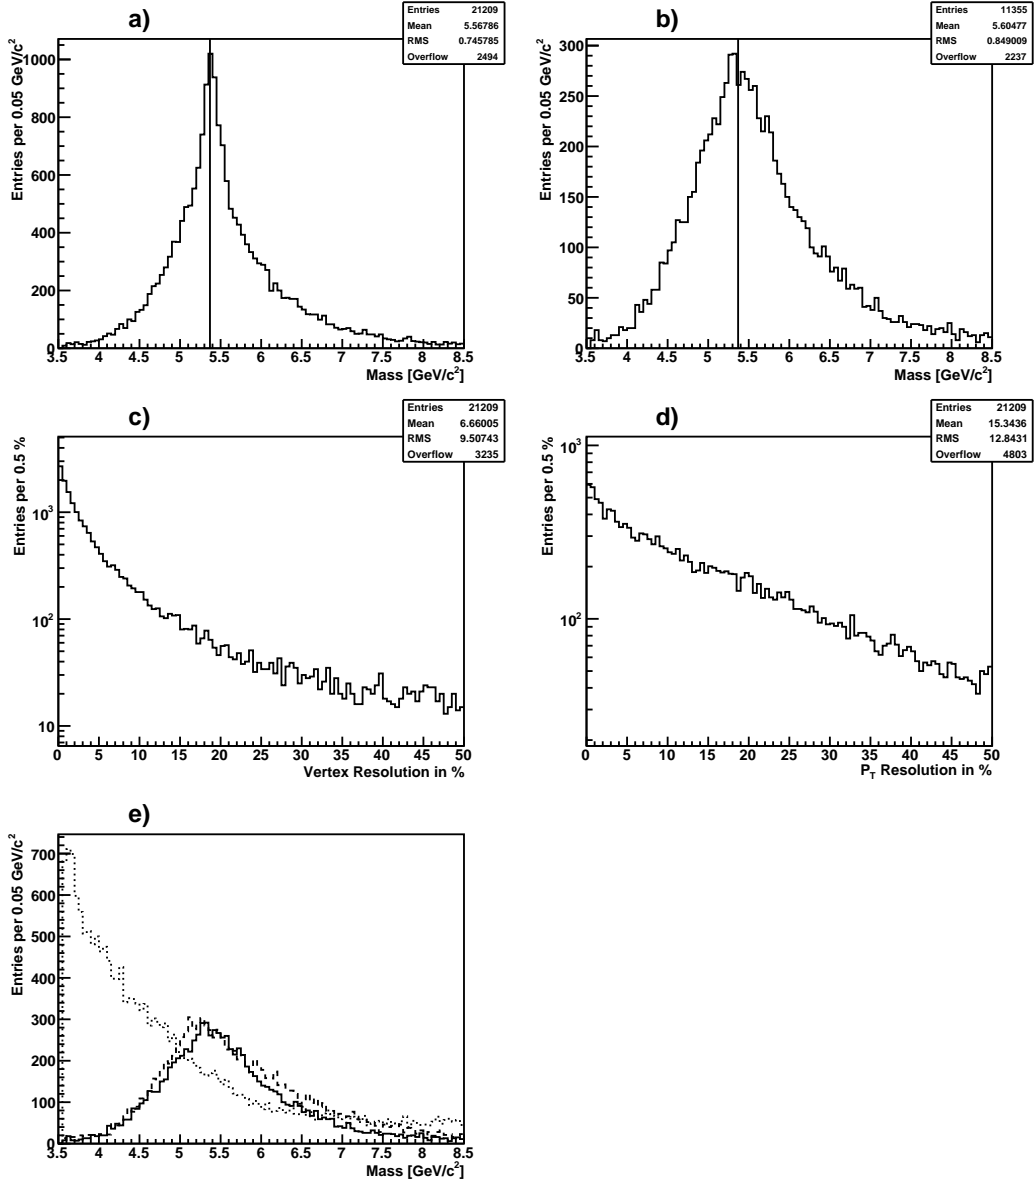 a)
Entries 21209
Mean 5.56786
RMS 0.745785
Overflow 2494
Entries per 0.05 GeV/c²
1000
800
600
400
200
0
3.5 4 4.5 5 5.5 6 6.5 7 7.5 8 8.5
Mass [GeV/c²]
b)
Entries 11355
Mean 5.60477
RMS 0.849009
Overflow 2237
Entries per 0.05 GeV/c²
300
250
200
150
100
50
0
3.5 4 4.5 5 5.5 6 6.5 7 7.5 8 8.5
Mass [GeV/c²]
c)
Entries 21209
Mean 6.66005
RMS 9.50743
Overflow 3235
Entries per 0.5 %
10³
10²
10
0 5 10 15 20 25 30 35 40 45 50
Vertex Resolution in %
d)
Entries 21209
Mean 15.3436
RMS 12.8431
Overflow 4803
Entries per 0.5 %
10³
10²
0 5 10 15 20 25 30 35 40 45 50
P_T Resolution in %
e)
Entries per 0.05 GeV/c²
700
600
500
400
300
200
100
0
3.5 4 4.5 5 5.5 6 6.5 7 7.5 8 8.5
Mass [GeV/c²]